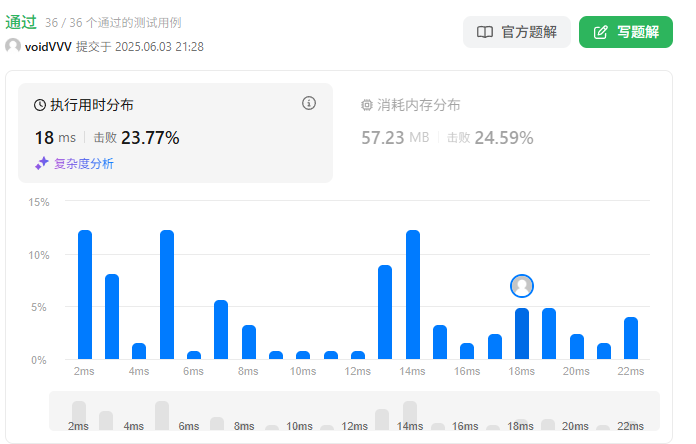 通过 36 / 36 个通过的测试用例
voidVVV 提交于 2025.06.03 21:28
官方题解
写题解
执行用时分布
18 ms 击败 23.77%
复杂度分析
消耗内存分布
57.23 MB 击败 24.59%
15%
10%
5%
0%
2ms 4ms 6ms 8ms 10ms 12ms 14ms 16ms 18ms 20ms 22ms
2ms 4ms 6ms 8ms 10ms 12ms 14ms 16ms 18ms 20ms 22ms